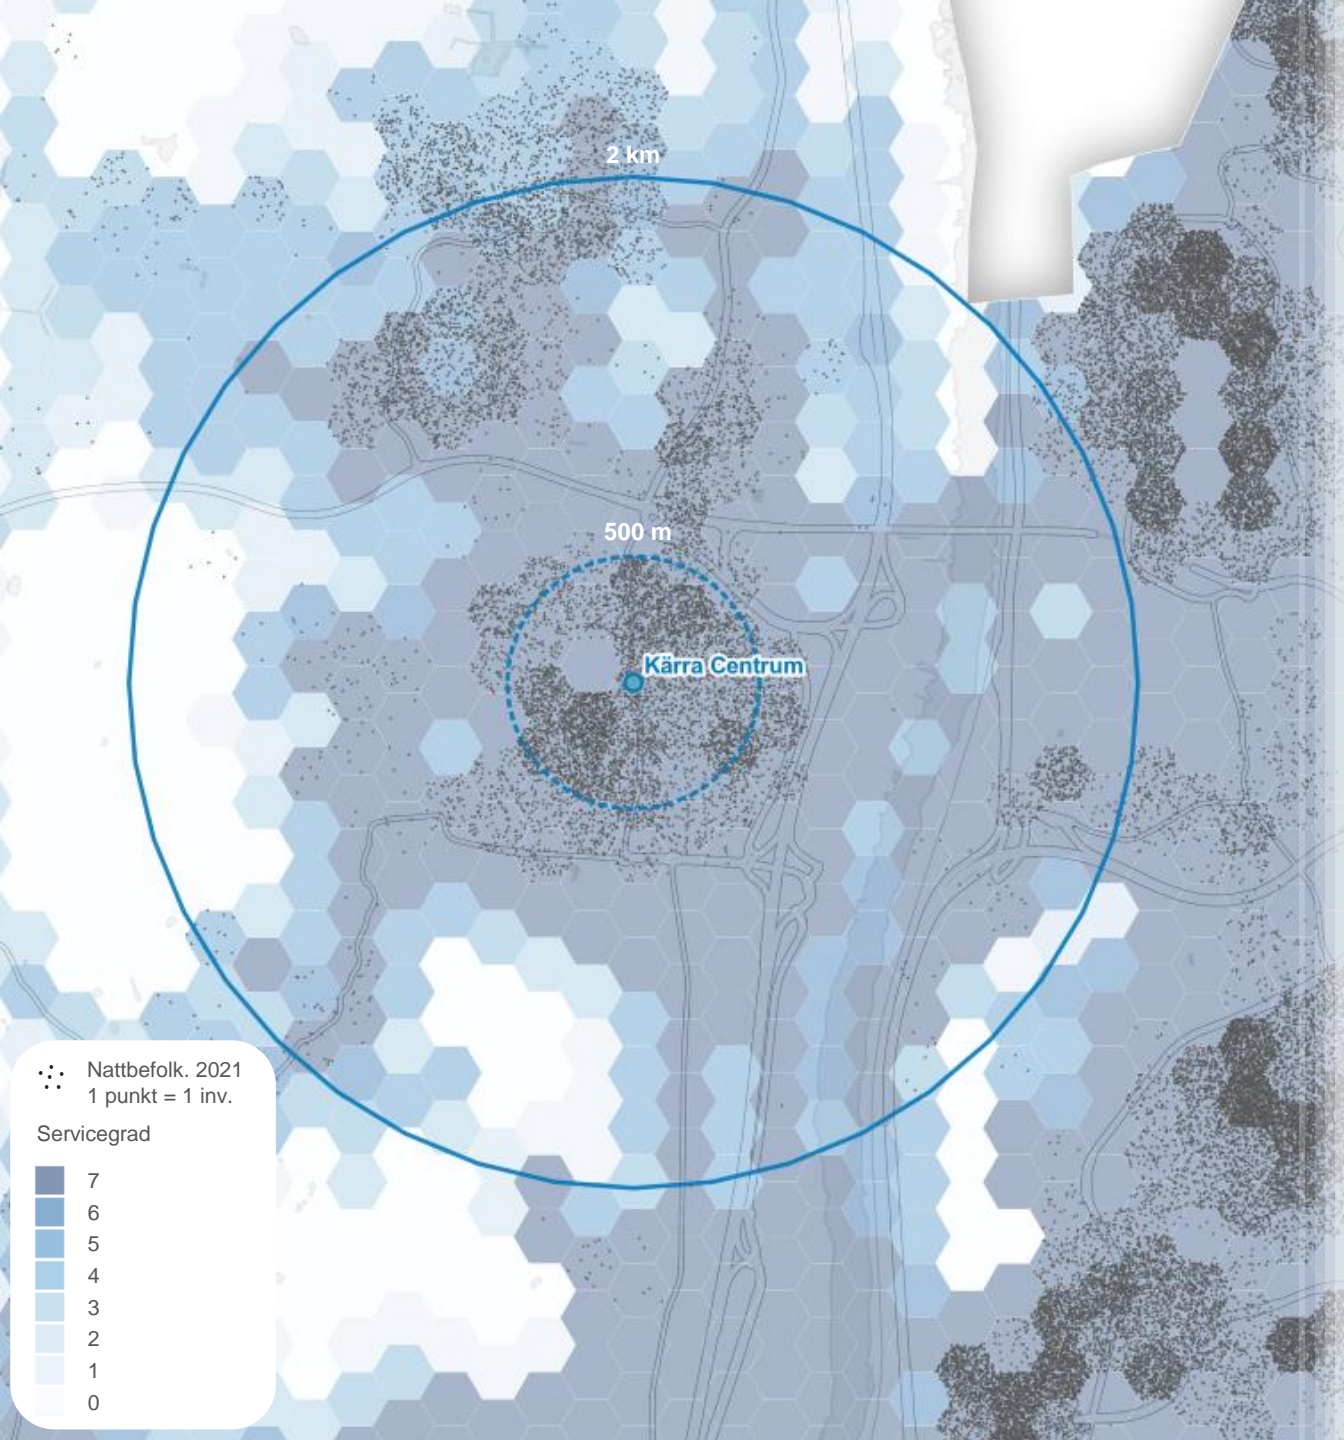 2 km
500 m
Kärra Centrum
Nattbefolk. 2021
1 punkt = 1 inv.
Servicegrad
7
6
5
4
3
2
1
0